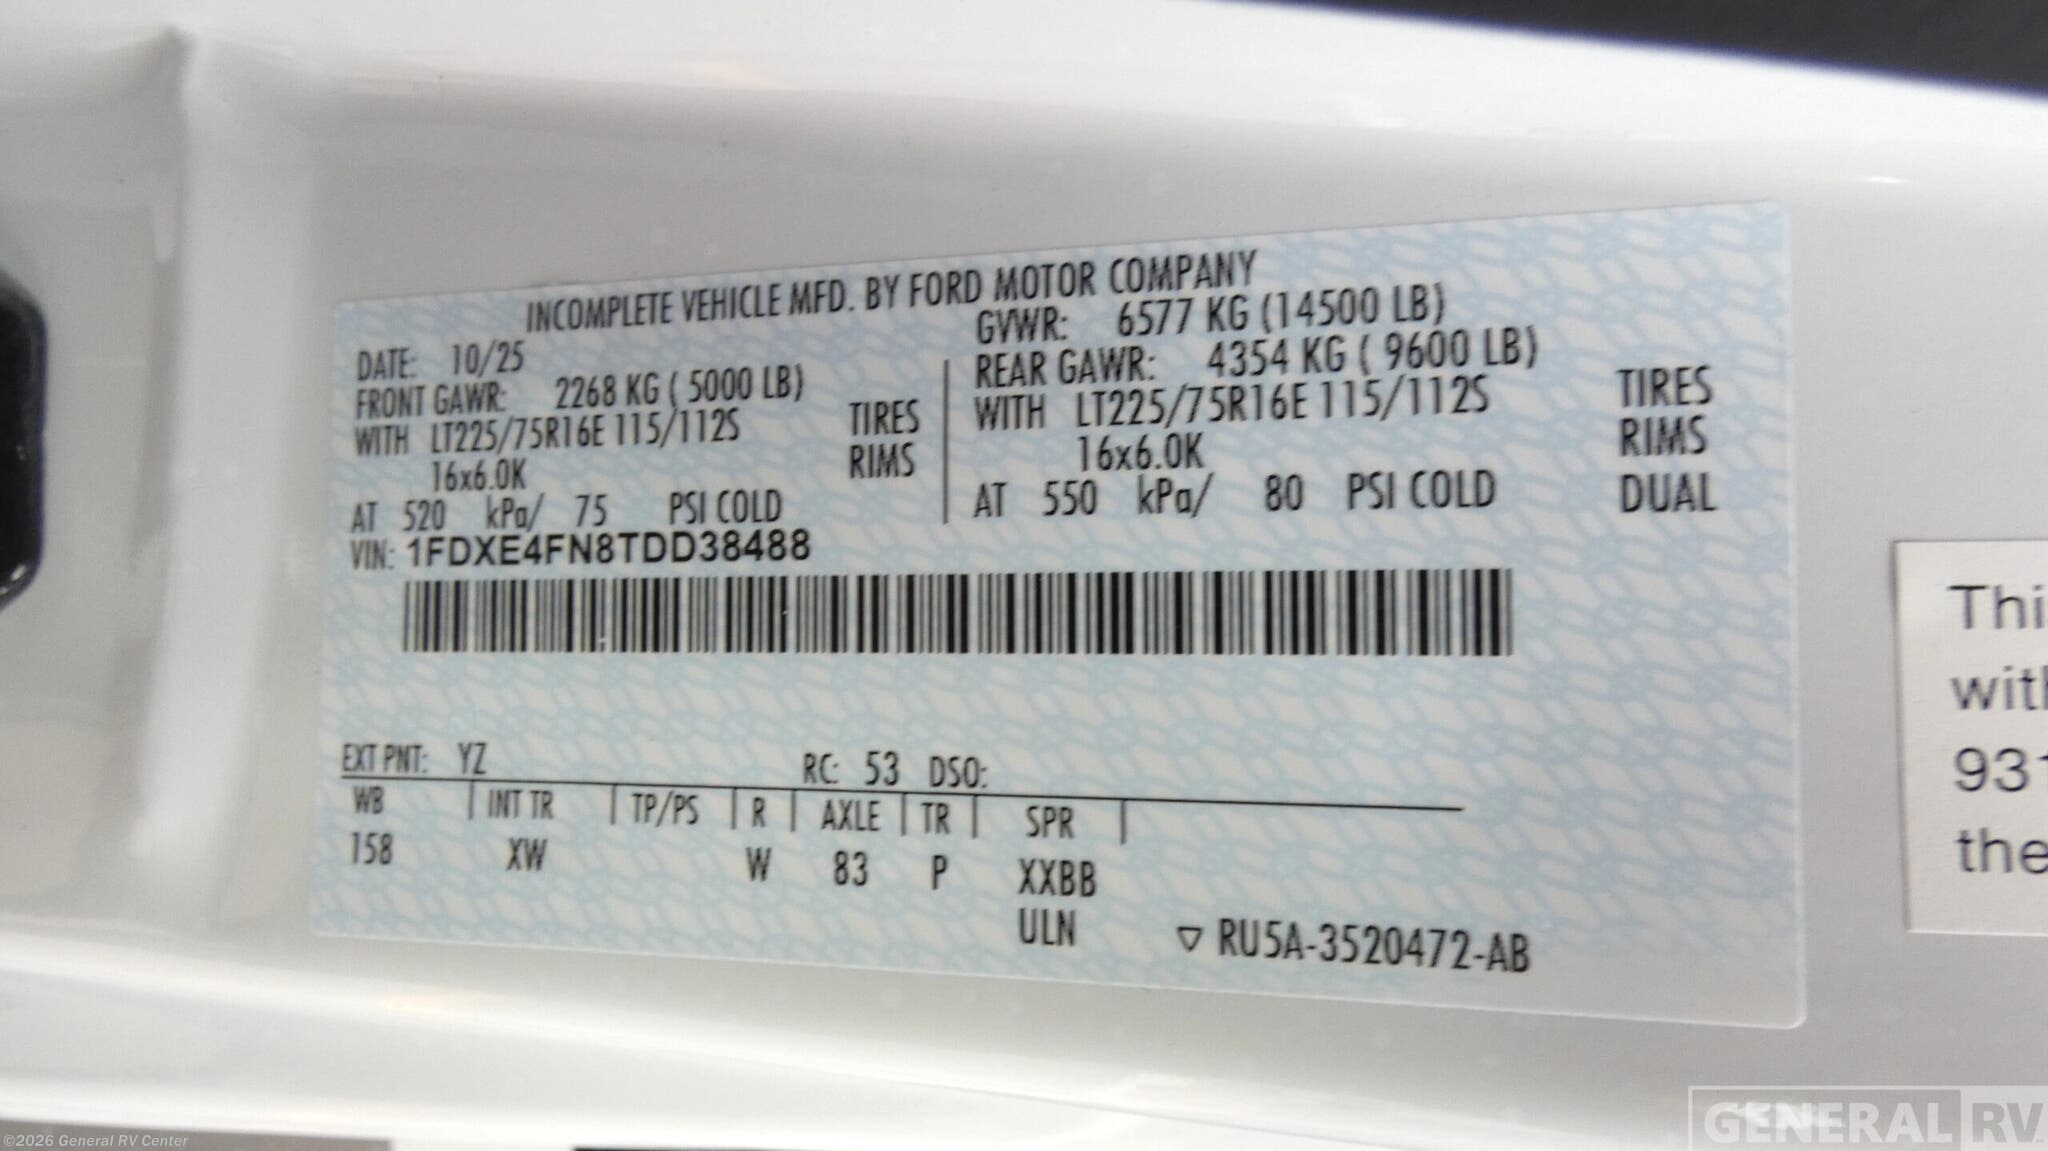 INCOMPLETE VEHICLE MFD. BY FORD MOTOR COMPANY
DATE: 10/25 GVWR: 6577 KG (14500 LB)
FRONT GAWR: 2268 KG ( 5000 LB) REAR GAWR: 4354 KG ( 9600 LB)
WITH LT225/75R16E 115/112S TIRES WITH LT225/75R16E 115/112S TIRES
16x6.0K RIMS 16x6.0K RIMS
AT 520 kPa/ 75 PSI COLD AT 550 kPa/ 80 PSI COLD DUAL
VIN: 1FDXE4FN8TDD38488
EXT PNT: YZ RC: 53 DSO:
WB INT TR TP/PS R AXLE TR SPR
158 XW W 83 P XXBB
ULN ▽ RU5A-3520472-AB
Thi
with
931
the
©2026 General RV Center
GENERAL RV